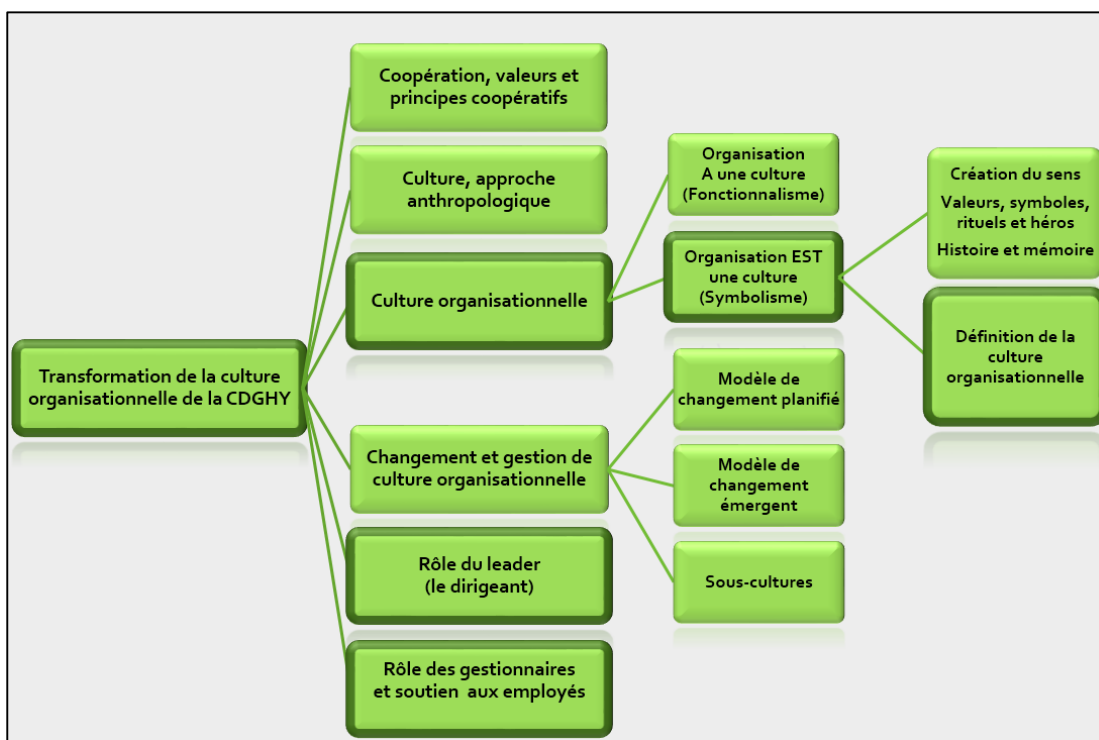 Coopération, valeurs et
principes coopératifs
Culture, approche
anthropologique
Culture organisationnelle
Organisation
A une culture
(Fonctionnalisme)
Organisation EST
une culture
(Symbolisme)
Création du sens
Valeurs, symboles,
rituels et héros
Histoire et mémoire
Définition de la
culture
organisationnelle
Transformation de la culture
organisationnelle de la CDGHY
Changement et gestion de
culture organisationnelle
Modèle de
changement planifié
Modèle de
changement
émergent
Sous-cultures
Rôle du leader
(le dirigeant)
Rôle des gestionnaires
et soutien aux employés